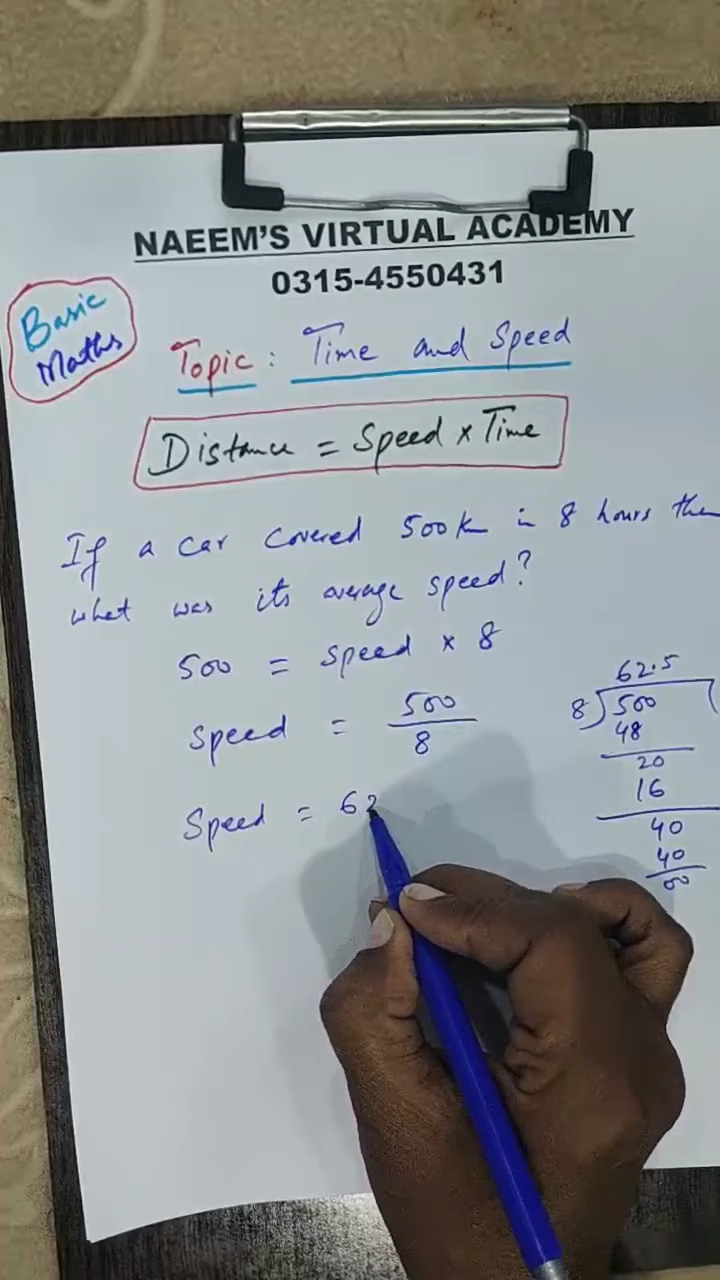 NAEEM'S VIRTUAL ACADEMY
0315-4550431
Basic
Maths
Topic: Time and Speed
Distance = Speed × Time
If a car covered 500k in 8 hours then
what was its average speed?
500 = speed × 8
Speed = 500/8
Speed = 62
62.5
8)500
48
20
16
40
40
00